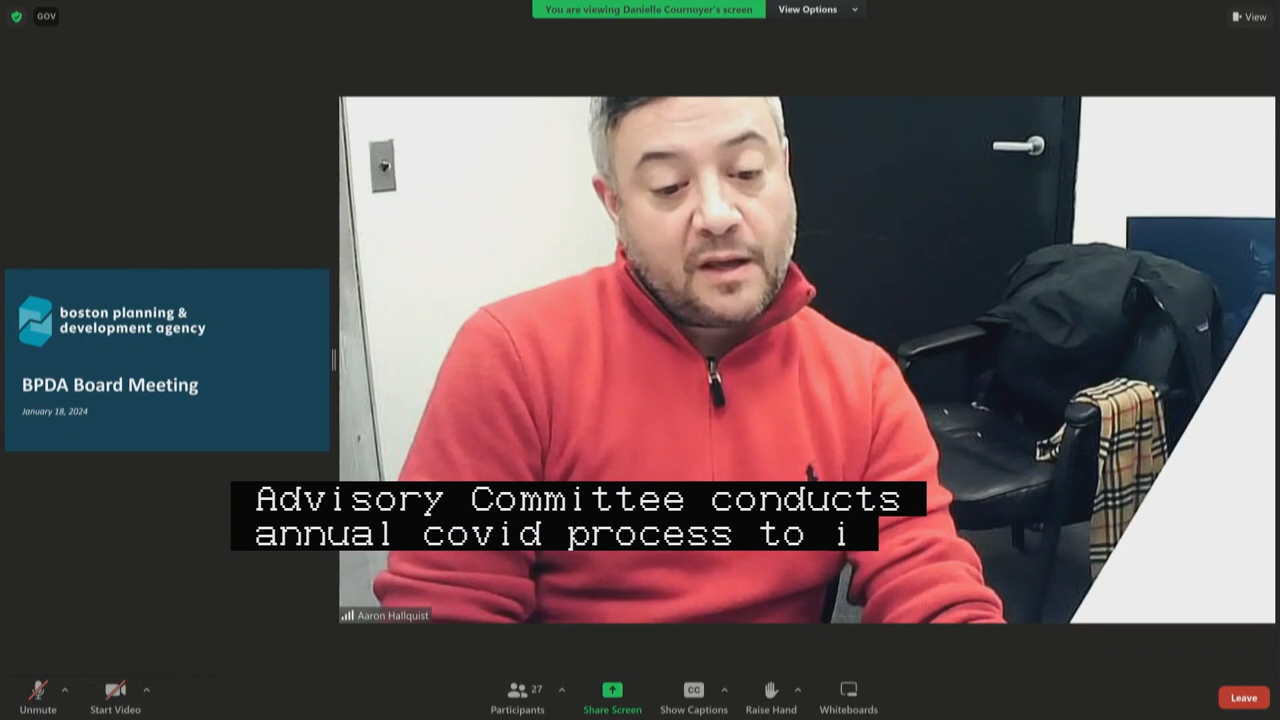 GOV
You are viewing Danielle Cournoyer's screen
View Options
View
boston planning &
development agency
BPDA Board Meeting
January 18, 2024
Advisory Committee conducts
annual covid process to i
Aaron Hallquist
Unmute
Start Video
27
Participants
Share Screen
CC
Show Captions
Raise Hand
Whiteboards
Leave